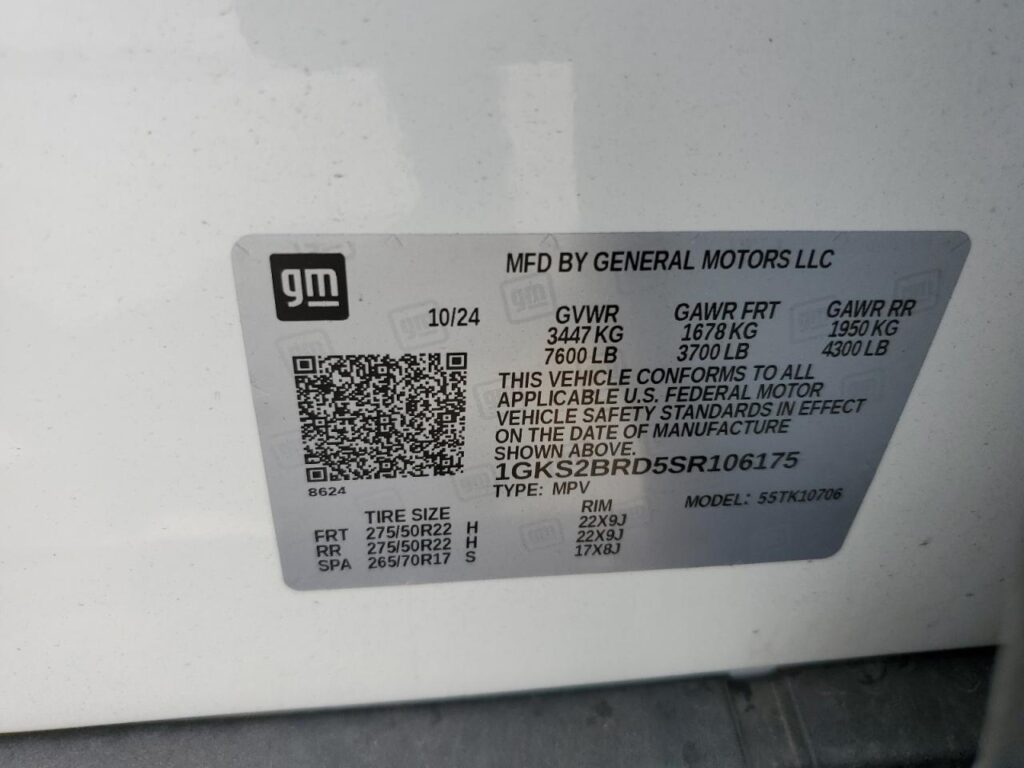 gm
MFD BY GENERAL MOTORS LLC
10/24
GVWR GAWR FRT GAWR RR
3447 KG 1678 KG 1950 KG
7600 LB 3700 LB 4300 LB
THIS VEHICLE CONFORMS TO ALL
APPLICABLE U.S. FEDERAL MOTOR
VEHICLE SAFETY STANDARDS IN EFFECT
ON THE DATE OF MANUFACTURE
SHOWN ABOVE.
1GKS2BRD5SR106175
8624
TYPE: MPV MODEL: 5STK10706
TIRE SIZE RIM
FRT 275/50R22 H 22X9J
RR 275/50R22 H 22X9J
SPA 265/70R17 S 17X8J